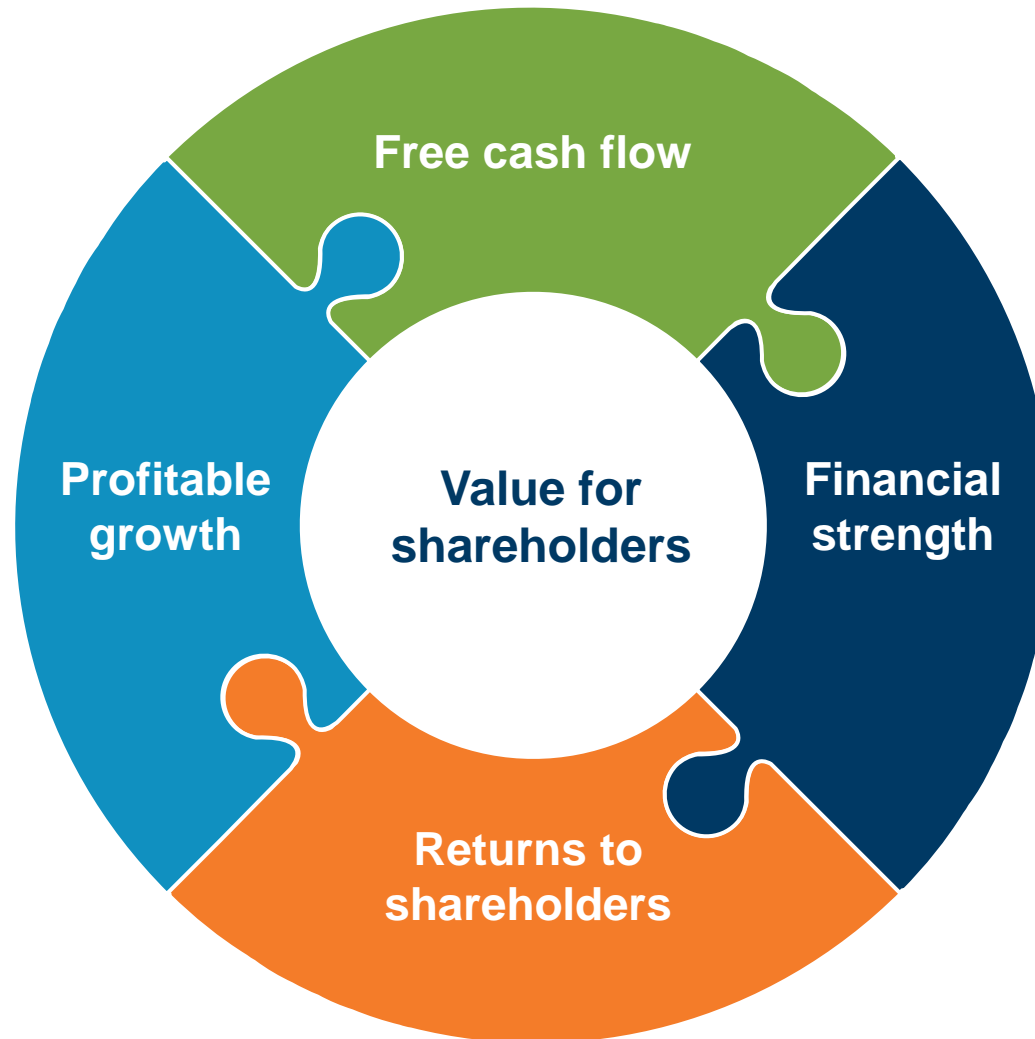 Free cash flow
Profitable
growth
Value for
shareholders
Financial
strength
Returns to
shareholders